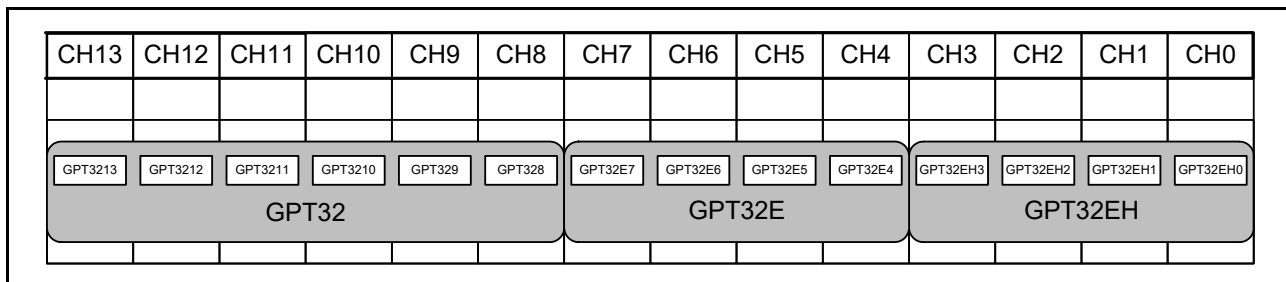 CH13 CH12 CH11 CH10 CH9 CH8 CH7 CH6 CH5 CH4 CH3 CH2 CH1 CH0
GPT3213 GPT3212 GPT3211 GPT3210 GPT329 GPT328 GPT32E7 GPT32E6 GPT32E5 GPT32E4 GPT32EH3 GPT32EH2 GPT32EH1 GPT32EH0
GPT32 GPT32E GPT32EH